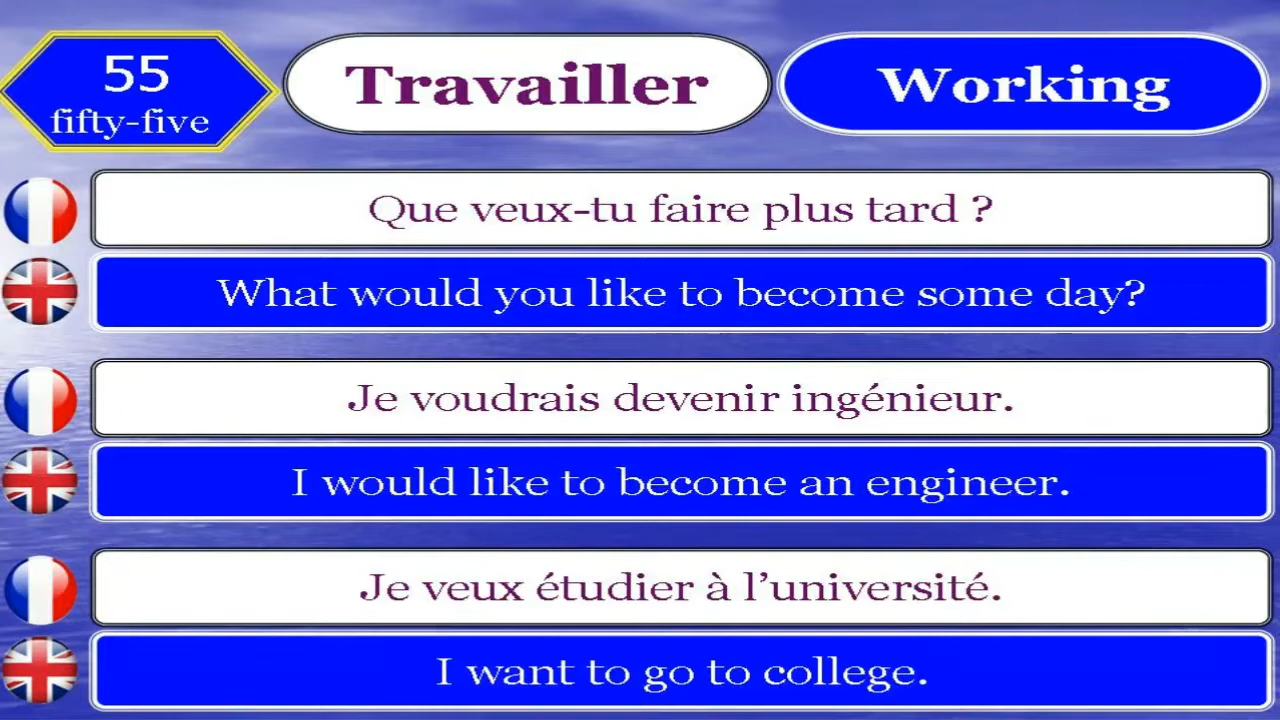 55
fifty-five
Travailler
Working
Que veux-tu faire plus tard ?
What would you like to become some day?
Je voudrais devenir ingénieur.
I would like to become an engineer.
Je veux étudier à l’université.
I want to go to college.